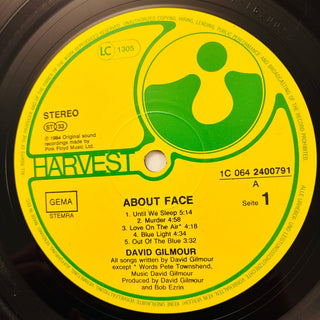 LC 1305
STEREO
ST 33
℗ 1984 Original sound
recordings made by
Pink Floyd Music Ltd.
HARVEST
1C 064 2400791
A
GEMA
STEMRA
Seite 1
ABOUT FACE
1. Until We Sleep 5:14
2. Murder 4:58
3. Love On The Air* 4:18
4. Blue Light 4:34
5. Out Of The Blue 3:32
DAVID GILMOUR
All songs written by David Gilmour
except * Words Pete Townshend,
Music David Gilmour
Produced by David Gilmour
and Bob Ezrin